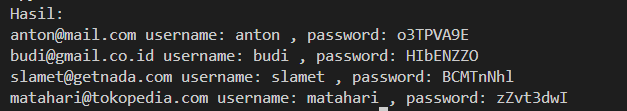 Hasil:
anton@mail.com username: anton , password: o3TPVA9E
budi@gmail.co.id username: budi , password: HIbENZZO
slamet@getnada.com username: slamet , password: BCMTnNhl
matahari@tokopedia.com username: matahari , password: zZvt3dwI